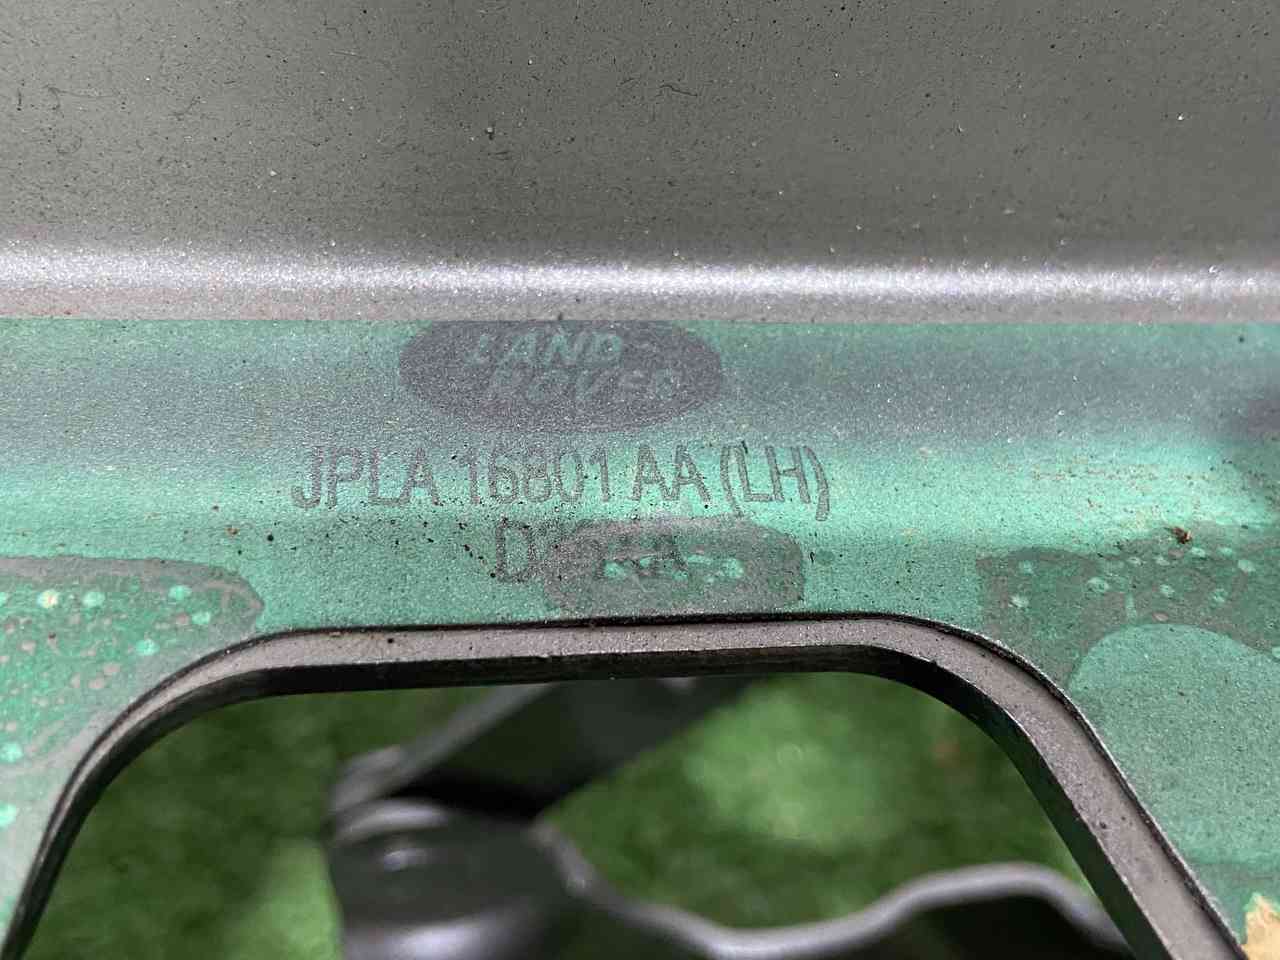 LAND
ROVER
JPLA 16801 AA (LH)